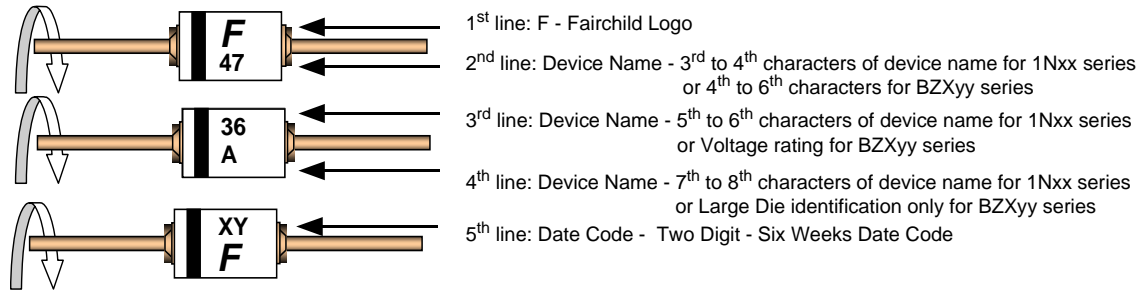 F
47
36
A
XY
F
1st line: F - Fairchild Logo
2nd line: Device Name - 3rd to 4th characters of device name for 1Nxx series
or 4th to 6th characters for BZXyy series
3rd line: Device Name - 5th to 6th characters of device name for 1Nxx series
or Voltage rating for BZXyy series
4th line: Device Name - 7th to 8th characters of device name for 1Nxx series
or Large Die identification only for BZXyy series
5th line: Date Code - Two Digit - Six Weeks Date Code